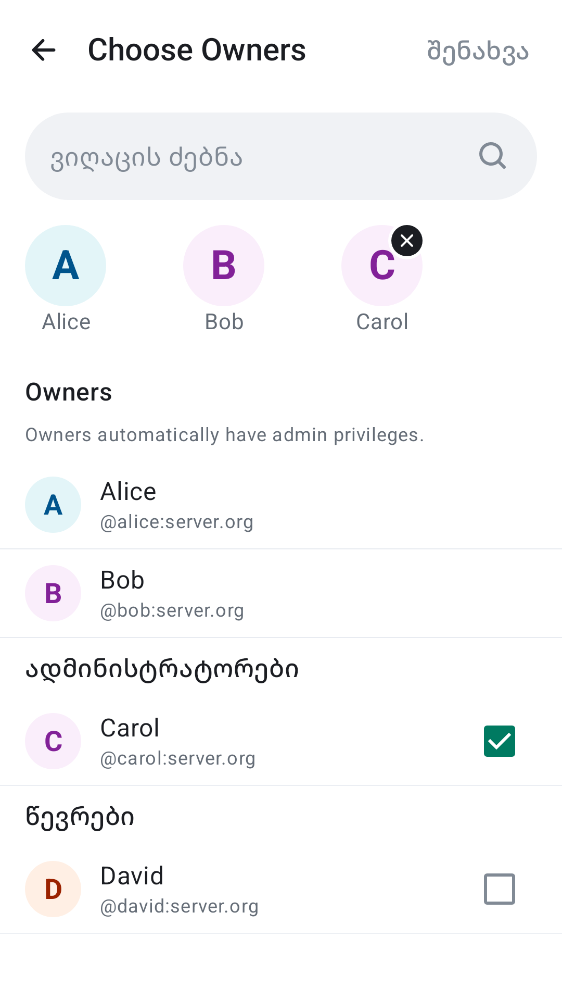 Choose Owners შენახვა
ვიღაცის ძებნა
A B C
Alice Bob Carol
Owners
Owners automatically have admin privileges.
A Alice
@alice:server.org
B Bob
@bob:server.org
ადმინისტრატორები
C Carol
@carol:server.org
წევრები
D David
@david:server.org